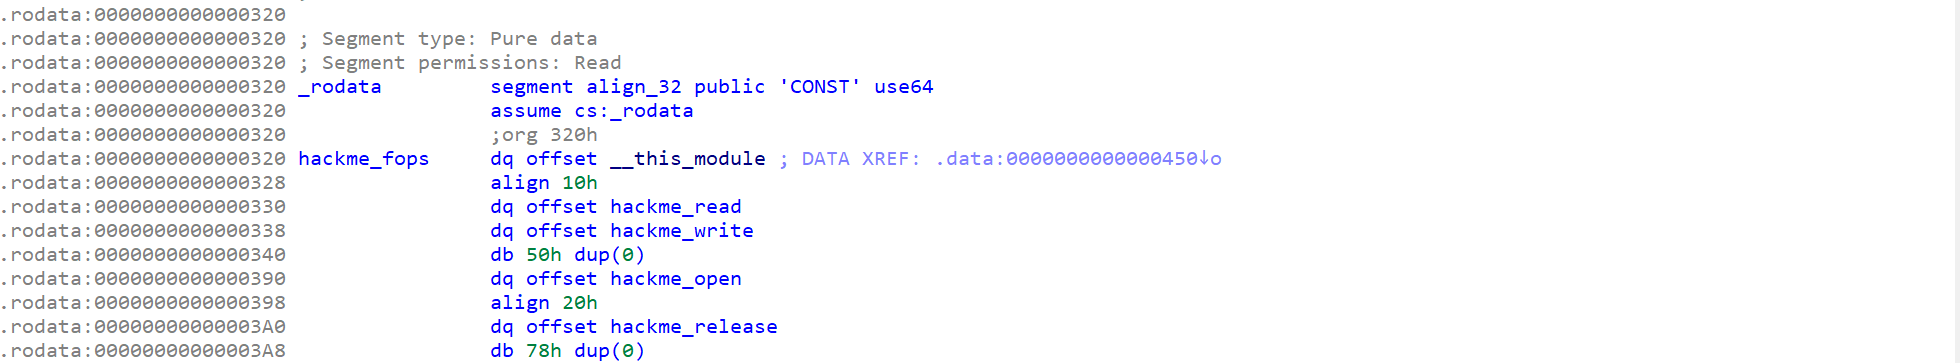 .rodata:0000000000000320
.rodata:0000000000000320 ; Segment type: Pure data
.rodata:0000000000000320 ; Segment permissions: Read
.rodata:0000000000000320 _rodata segment align_32 public 'CONST' use64
.rodata:0000000000000320 assume cs:_rodata
.rodata:0000000000000320 ;org 320h
.rodata:0000000000000320 hackme_fops dq offset __this_module ; DATA XREF: .data:0000000000000450↓o
.rodata:0000000000000328 align 10h
.rodata:0000000000000330 dq offset hackme_read
.rodata:0000000000000338 dq offset hackme_write
.rodata:0000000000000340 db 50h dup(0)
.rodata:0000000000000390 dq offset hackme_open
.rodata:0000000000000398 align 20h
.rodata:00000000000003A0 dq offset hackme_release
.rodata:00000000000003A8 db 78h dup(0)